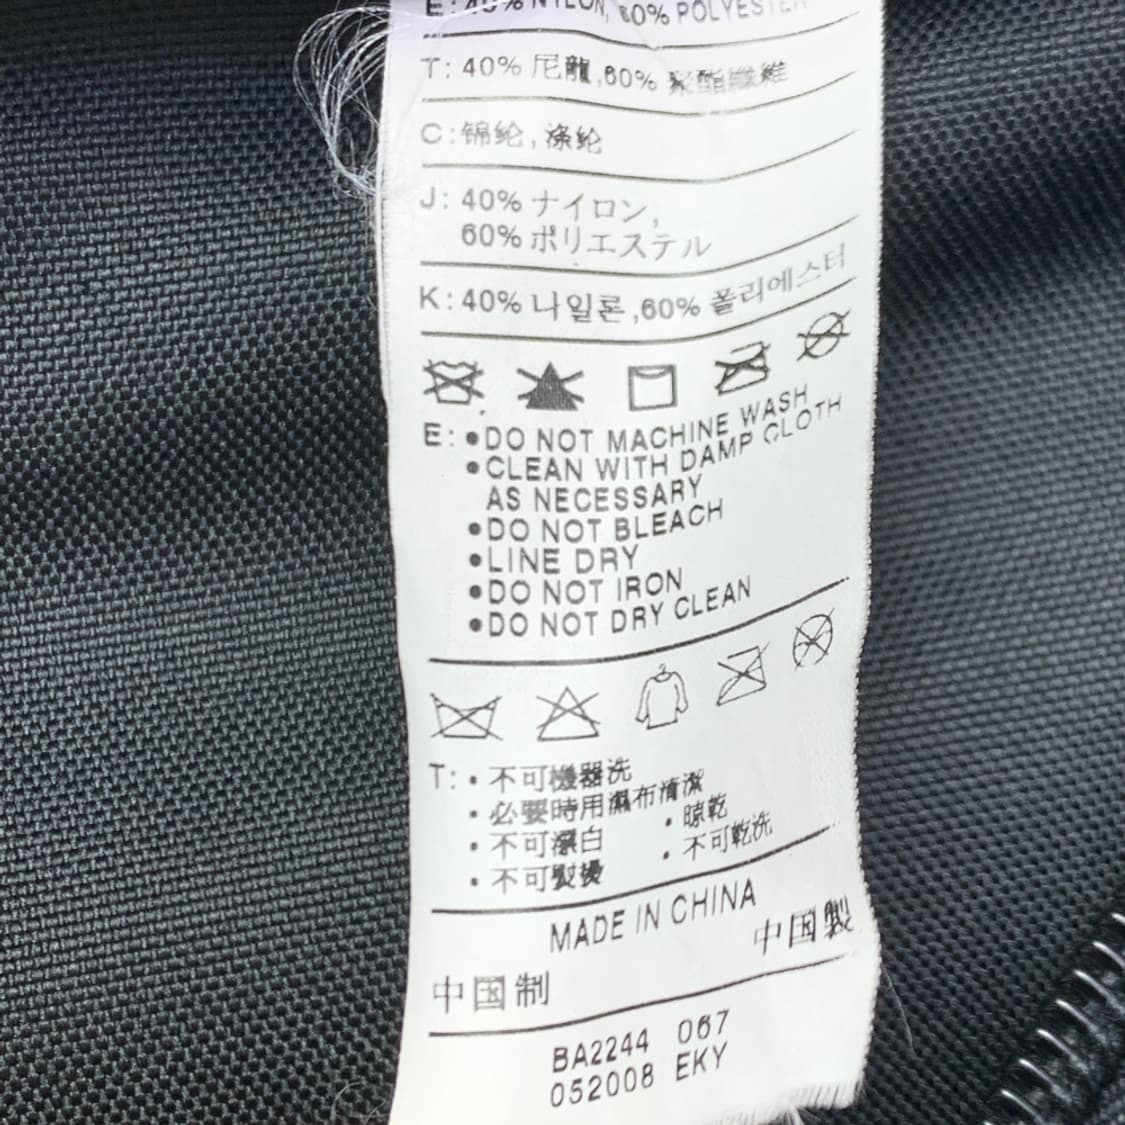 E: 40% NYLON, 60% POLYESTER
T: 40% 尼龍,60% 聚酯纖維
C:锦纶,涤纶
J: 40% ナイロン,
60% ポリエステル
K: 40% 나일론,60% 폴리에스터
E: •DO NOT MACHINE WASH
•CLEAN WITH DAMP CLOTH
AS NECESSARY
•DO NOT BLEACH
•LINE DRY
•DO NOT IRON
•DO NOT DRY CLEAN
T: •不可機器洗
•必要時用濕布清潔
•不可漂白 •晾乾
•不可熨燙 •不可乾洗
MADE IN CHINA
中国製
中国制
BA2244 067
052008 EKY